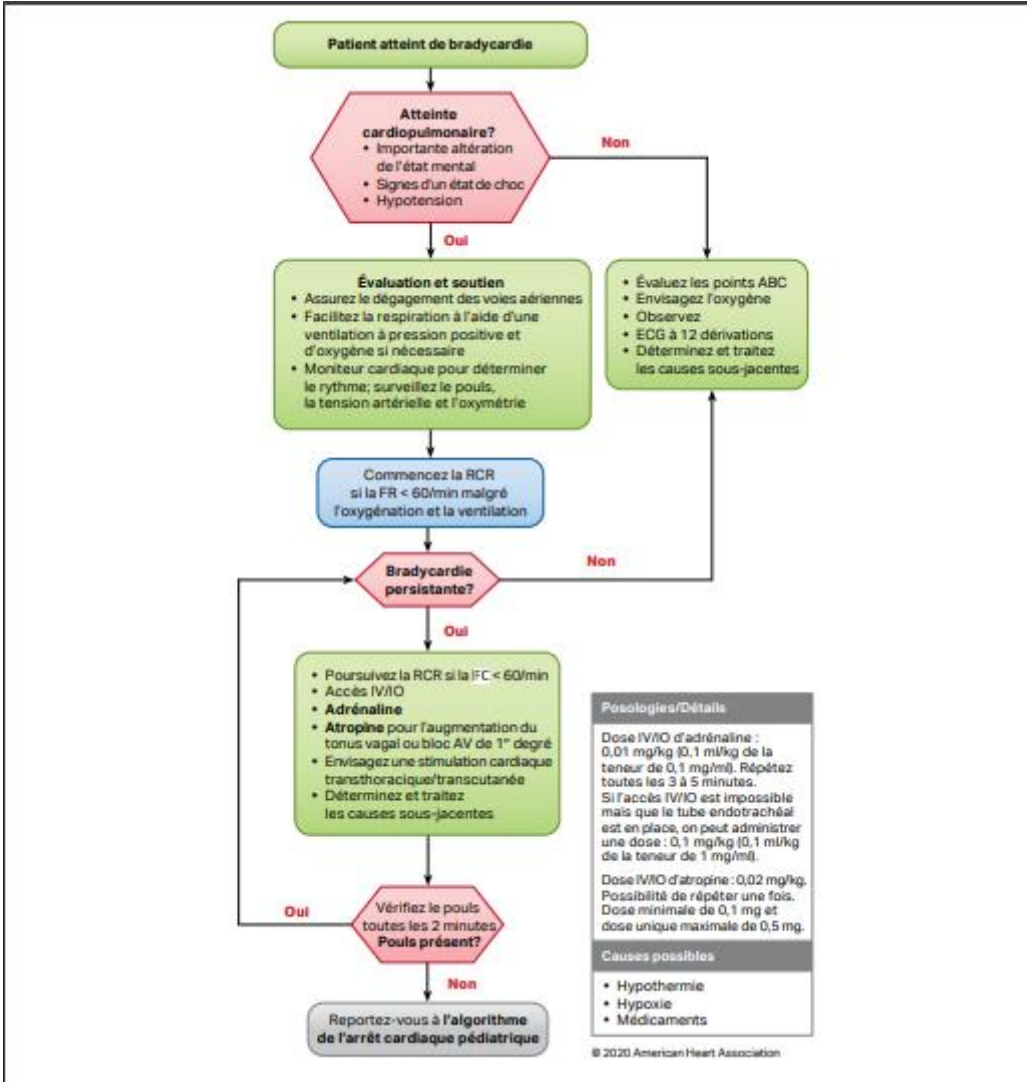 Patient atteint de bradycardie
Atteinte
cardiopulmonaire?
• Importante altération
de l'état mental
• Signes d'un état de choc
• Hypotension
Non
Oui
Évaluation et soutien
• Assurez le dégagement des voies aériennes
• Facilitez la respiration à l'aide d'une
ventilation à pression positive et
d'oxygène si nécessaire
• Moniteur cardiaque pour déterminer
le rythme; surveillez le pouls,
la tension artérielle et l'oxymétrie
• Évaluez les points ABC
• Envisagez l'oxygène
• Observez
• ECG à 12 dérivations
• Déterminez et traitez
les causes sous-jacentes
Commencez la RCR
si la FR < 60/min malgré
l'oxygénation et la ventilation
Bradycardie
persistante?
Non
Oui
• Poursuivez la RCR si la FC < 60/min
• Accès IV/IO
• Adrénaline
• Atropine pour l'augmentation du
tonus vagal ou bloc AV de 1er degré
• Envisagez une stimulation cardiaque
transthoracique/transcutanée
• Déterminez et traitez
les causes sous-jacentes
Vérifiez le pouls
toutes les 2 minutes
Pouls présent?
Oui
Non
Reportez-vous à l'algorithme
de l'arrêt cardiaque pédiatrique
Posologies/Détails
Dose IV/IO d'adrénaline :
0,01 mg/kg (0,1 ml/kg de la
teneur de 0,1 mg/ml). Répétez
toutes les 3 à 5 minutes.
Si l'accès IV/IO est impossible
mais que le tube endotrachéal
est en place, on peut administrer
une dose : 0,1 mg/kg (0,1 ml/kg
de la teneur de 1 mg/ml).
Dose IV/IO d'atropine : 0,02 mg/kg.
Possibilité de répéter une fois.
Dose minimale de 0,1 mg et
dose unique maximale de 0,5 mg.
Causes possibles
• Hypothermie
• Hypoxie
• Médicaments
© 2020 American Heart Association